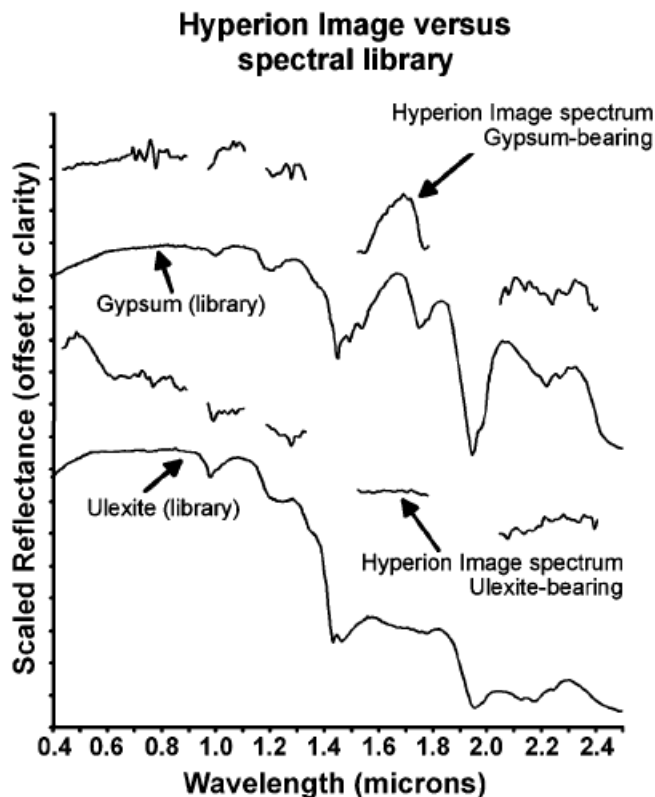 Hyperion Image versus
spectral library
Hyperion Image spectrum
Gypsum-bearing
Gypsum (library)
Ulexite (library)
Hyperion Image spectrum
Ulexite-bearing
Scaled Reflectance (offset for clarity)
0.4 0.6 0.8 1.0 1.2 1.4 1.6 1.8 2.0 2.2 2.4
Wavelength (microns)